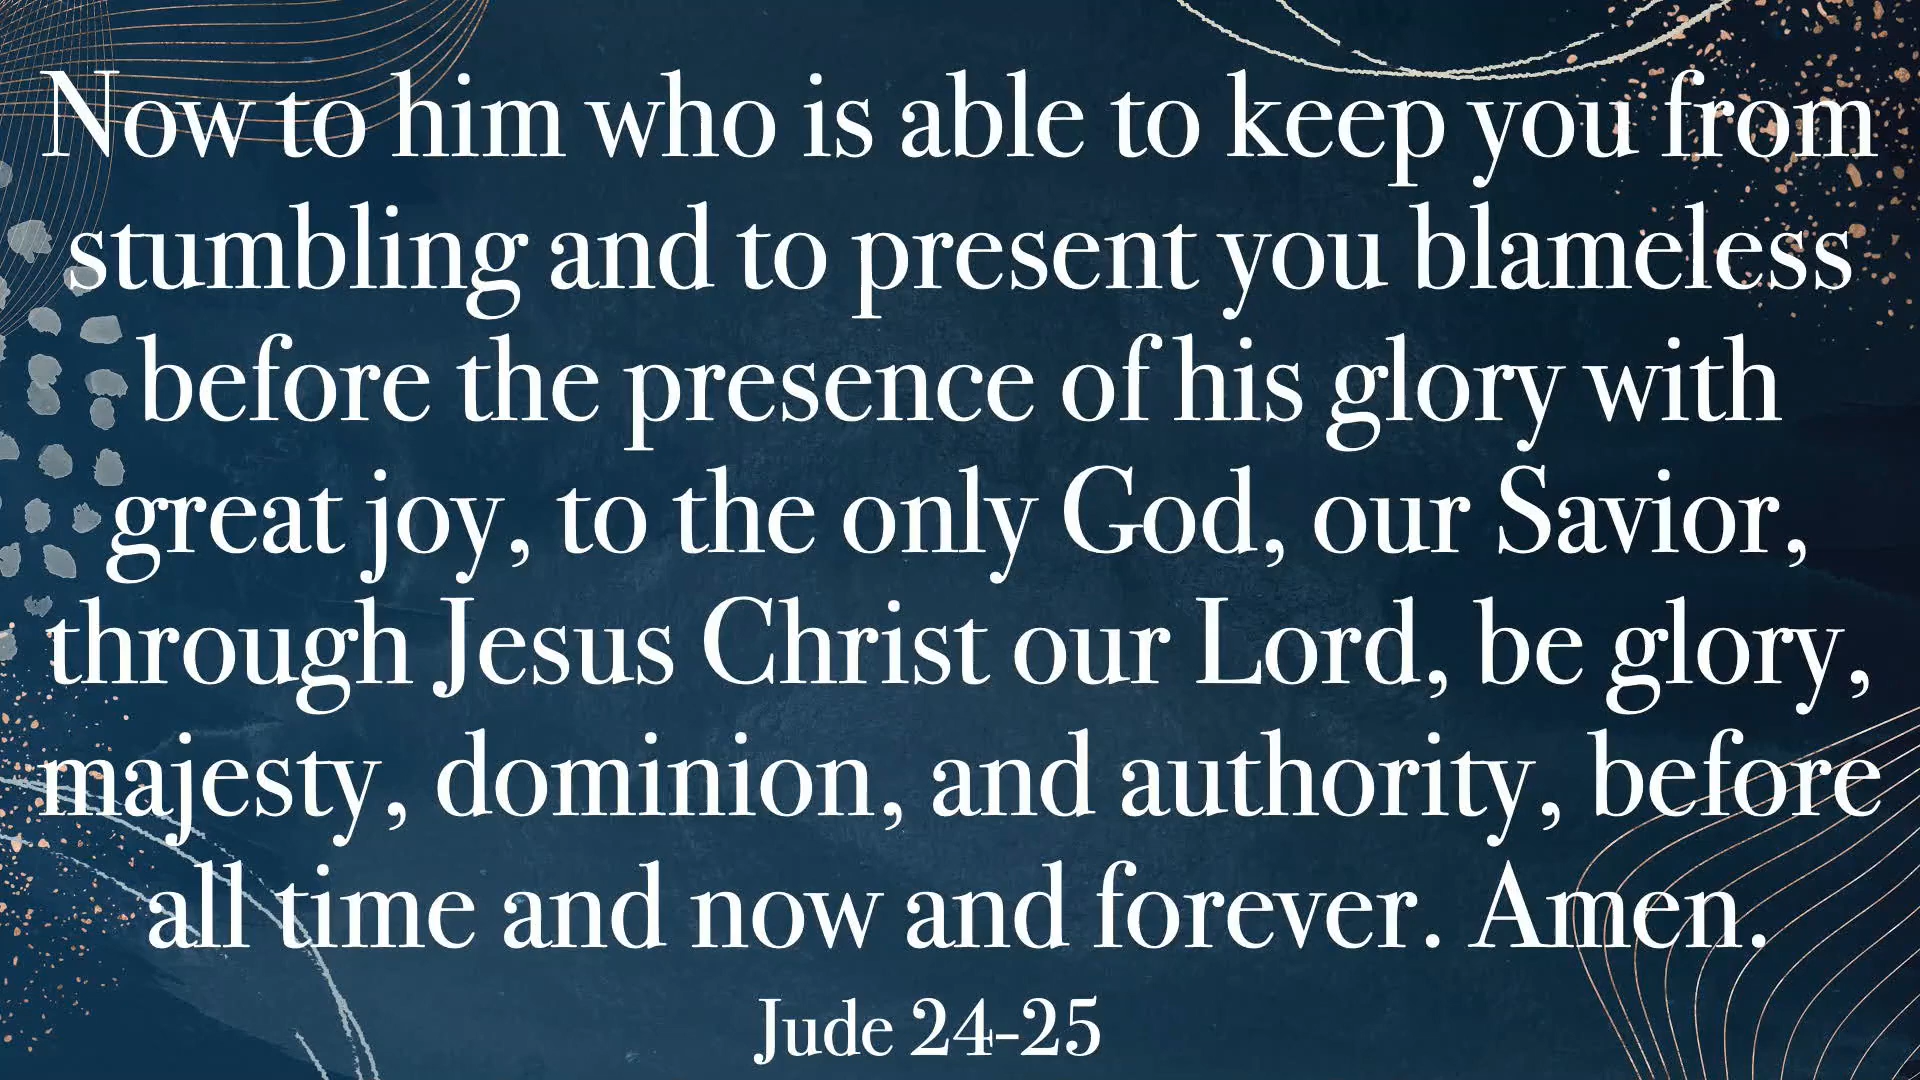 Now to him who is able to keep you from
stumbling and to present you blameless
before the presence of his glory with
great joy, to the only God, our Savior,
through Jesus Christ our Lord, be glory,
majesty, dominion, and authority, before
all time and now and forever. Amen.
Jude 24-25